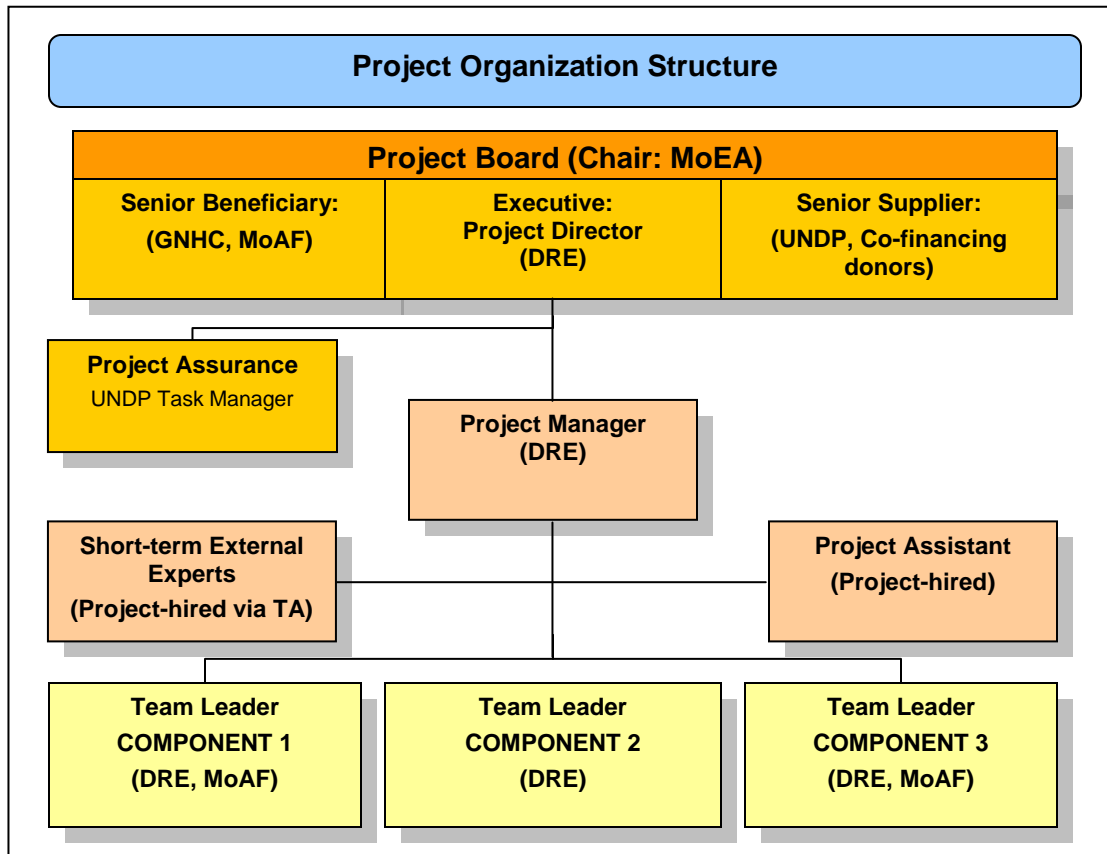 Project Organization Structure
Project Board (Chair: MoEA)
Senior Beneficiary:
(GNHC, MoAF)
Executive:
Project Director
(DRE)
Senior Supplier:
(UNDP, Co-financing
donors)
Project Assurance
UNDP Task Manager
Project Manager
(DRE)
Short-term External
Experts
(Project-hired via TA)
Project Assistant
(Project-hired)
Team Leader
COMPONENT 1
(DRE, MoAF)
Team Leader
COMPONENT 2
(DRE)
Team Leader
COMPONENT 3
(DRE, MoAF)